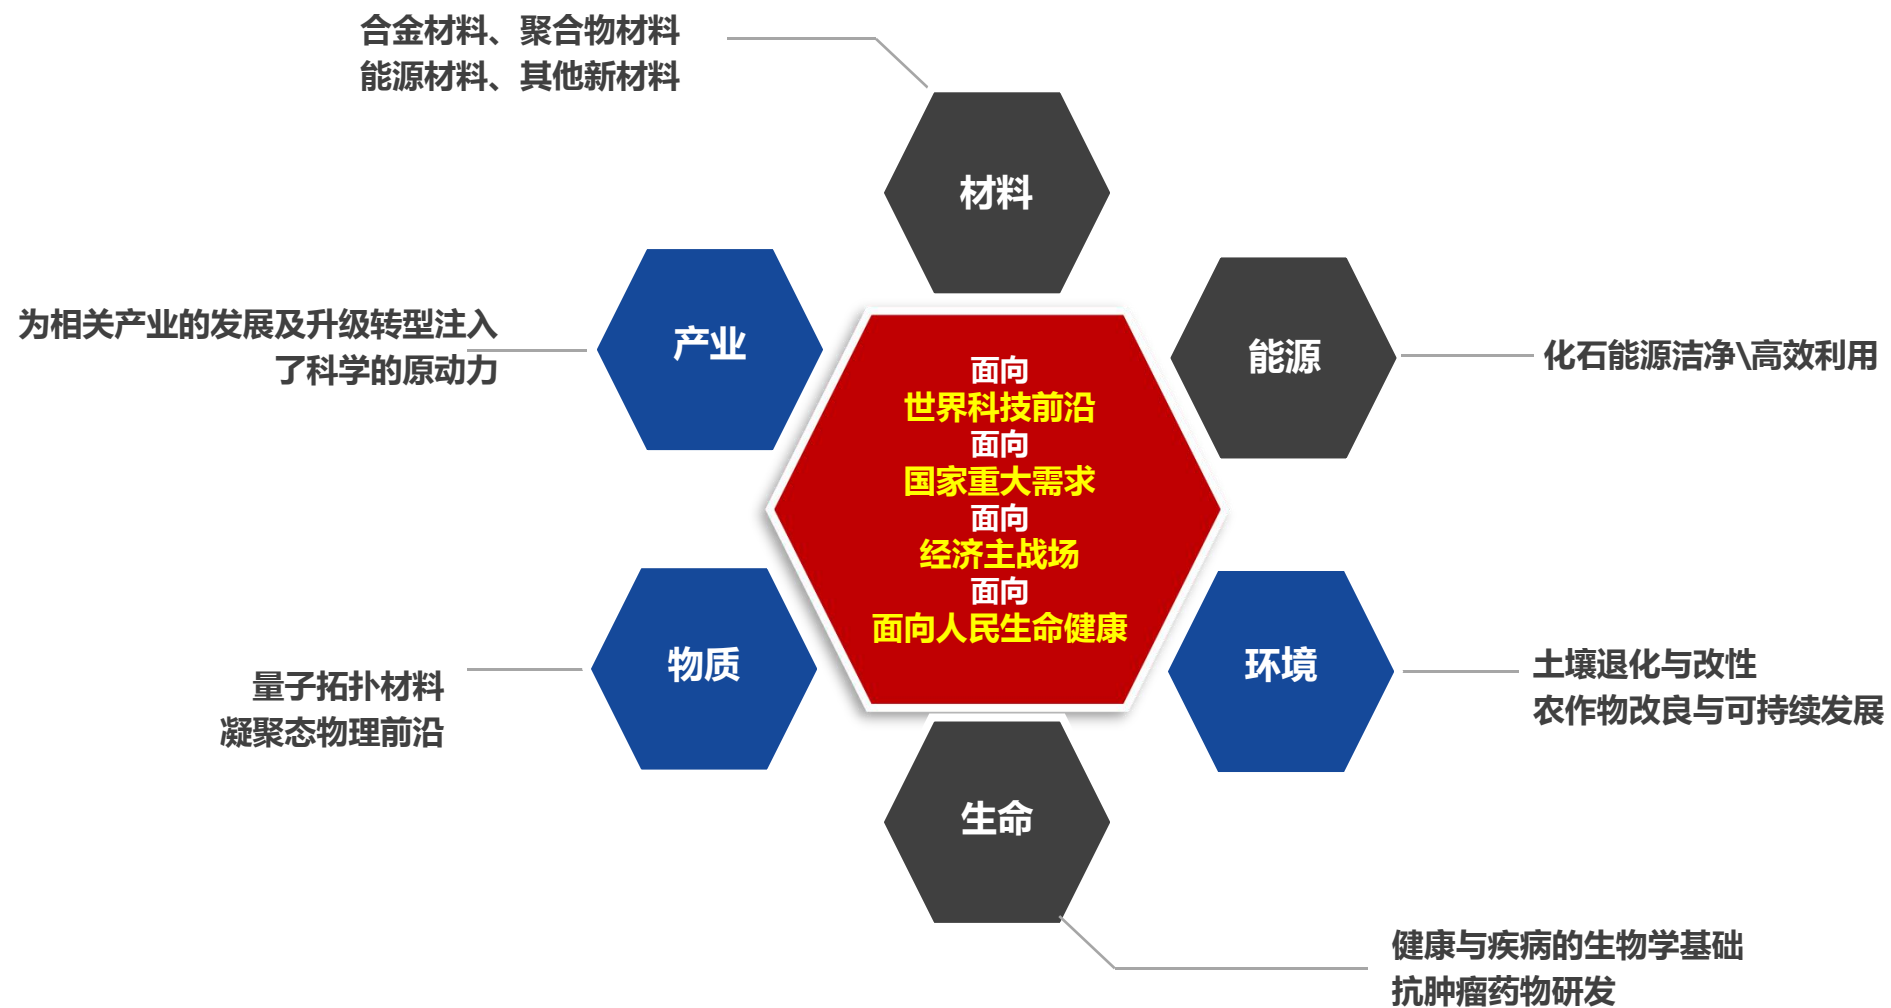 合金材料、聚合物材料
能源材料、其他新材料
材料
为相关产业的发展及升级转型注入
了科学的原动力
产业
能源
化石能源洁净\高效利用
面向
世界科技前沿
面向
国家重大需求
面向
经济主战场
面向
面向人民生命健康
量子拓扑材料
凝聚态物理前沿
物质
环境
土壤退化与改性
农作物改良与可持续发展
生命
健康与疾病的生物学基础
抗肿瘤药物研发